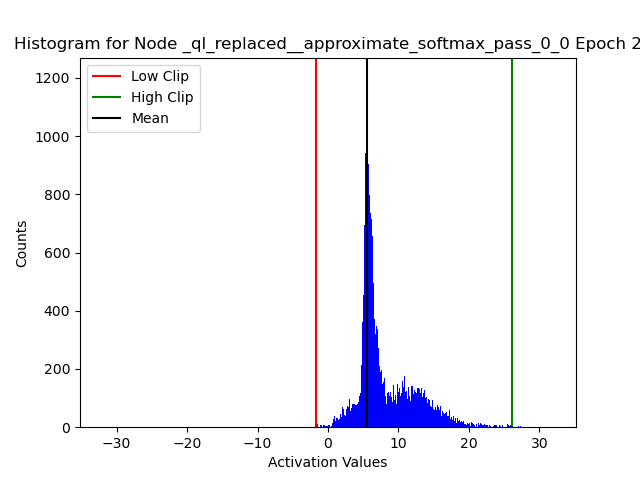 Histogram for Node _ql_replaced__approximate_softmax_pass_0_0 Epoch 2
Low Clip
High Clip
Mean
1200
1000
800
600
400
200
0
Counts
−30
−20
−10
0
10
20
30
Activation Values